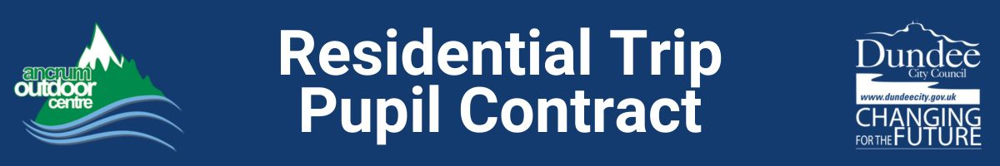 ancrum
outdoor
centre
Residential Trip
Pupil Contract
Dundee
City Council
www.dundeecity.gov.uk
CHANGING
FOR THE FUTURE